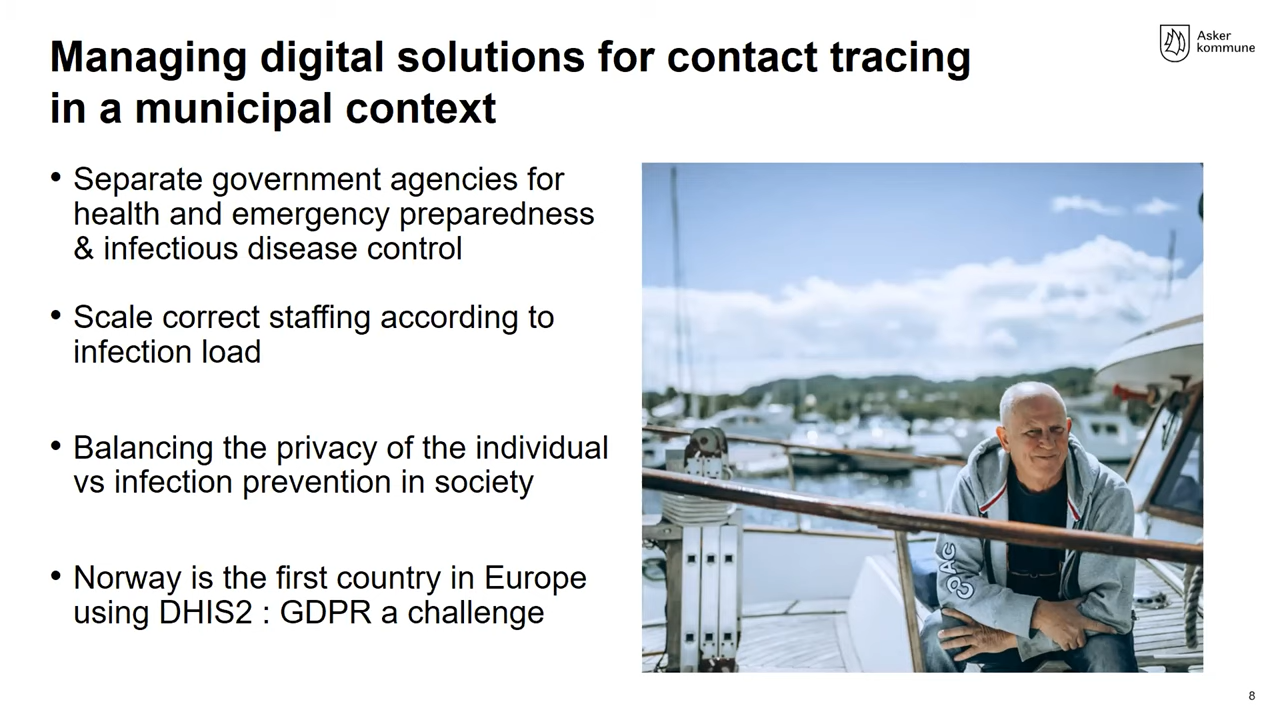 Managing digital solutions for contact tracing
in a municipal context
Asker
kommune
• Separate government agencies for
health and emergency preparedness
& infectious disease control
• Scale correct staffing according to
infection load
• Balancing the privacy of the individual
vs infection prevention in society
• Norway is the first country in Europe
using DHIS2 : GDPR a challenge
8